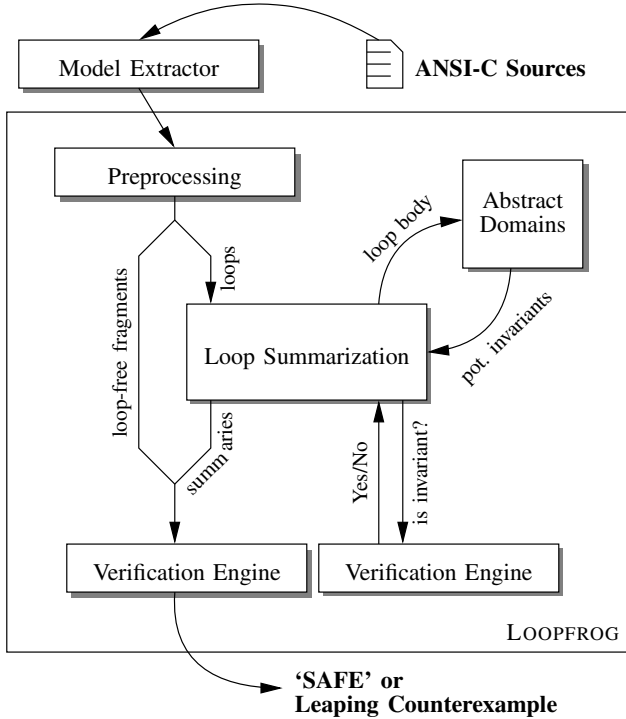 Model Extractor
ANSI-C Sources
Preprocessing
Abstract
Domains
loop body
loops
loop-free fragments
pot. invariants
Loop Summarization
summaries
Yes/No
is invariant?
Verification Engine
Verification Engine
LOOPFROG
‘SAFE’ or
Leaping Counterexample